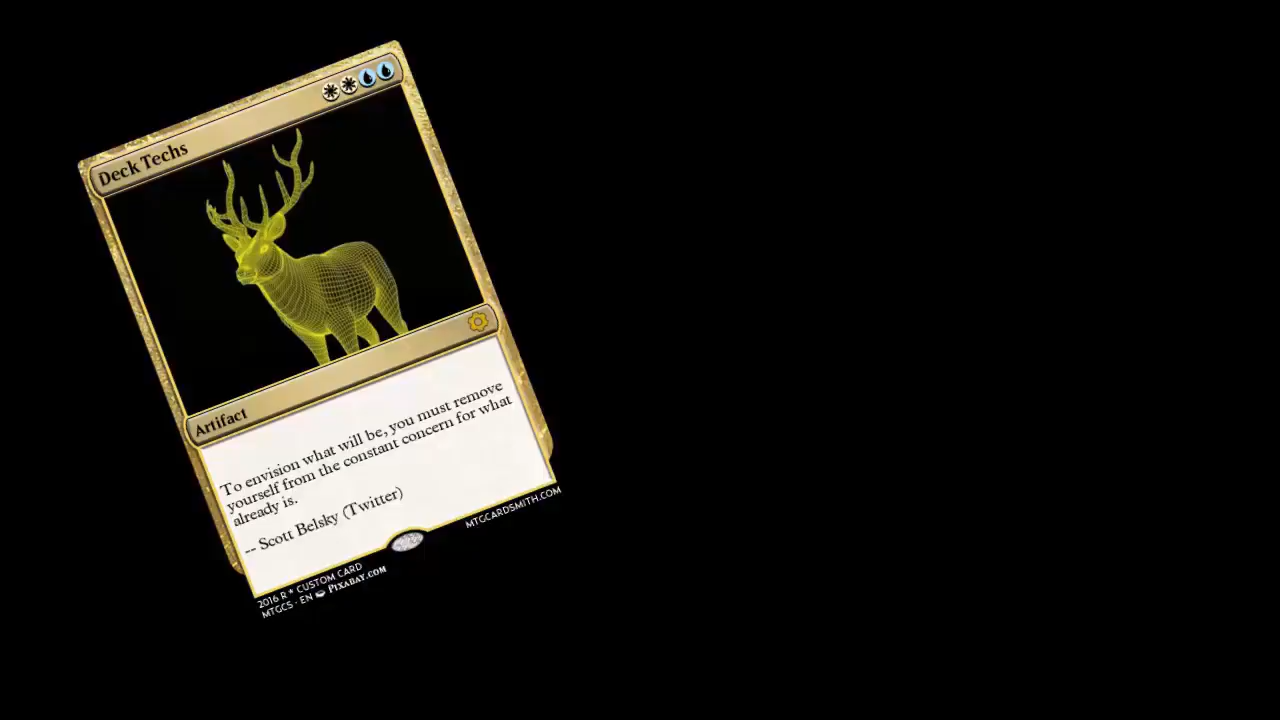 Deck Techs
Artifact
To envision what will be, you must remove
yourself from the constant concern for what
already is.
-- Scott Belsky (Twitter)
MTGCARDSMITH.COM
2016 R * CUSTOM CARD
MTGCS · EN PIXABAY.COM